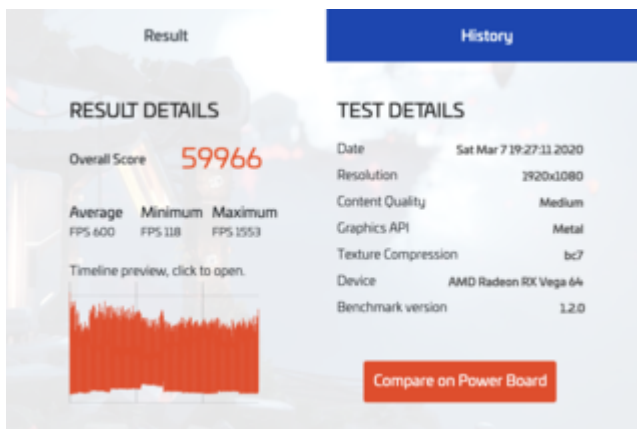 Result
History
RESULT DETAILS
Overall Score 59966
Average Minimum Maximum
FPS 600 FPS 118 FPS 1553
Timeline preview, click to open.
TEST DETAILS
Date Sat Mar 7 19:27:11 2020
Resolution 1920x1080
Content Quality Medium
Graphics API Metal
Texture Compression bc7
Device AMD Radeon RX Vega 64
Benchmark version 1.2.0
Compare on Power Board